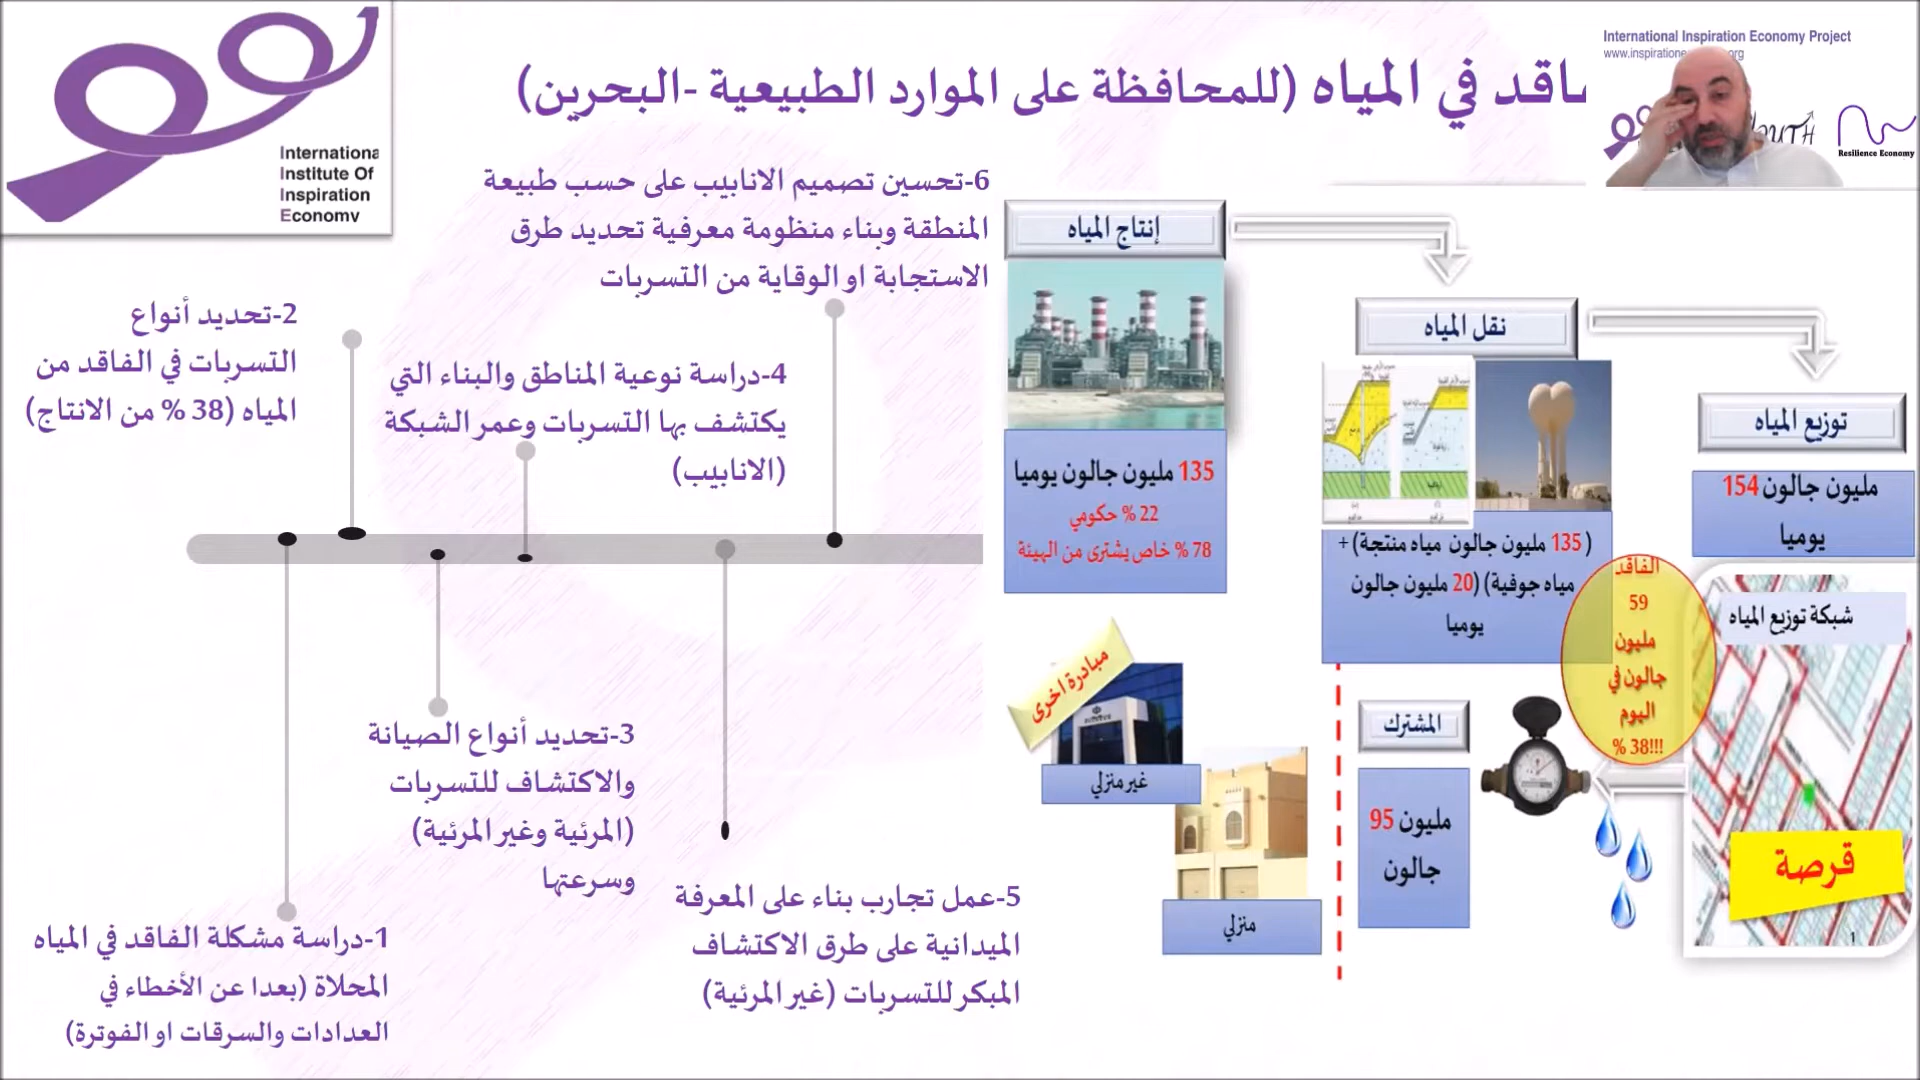 International
Institute Of
Inspiration
Economy
International Inspiration Economy Project
www.inspiratione
rg
Resilience Economy
في المياه (للمحافظة على الموارد الطبيعية -البحرين)
1-دراسة مشكلة الفاقد في المياه
المحلاة (بعدا عن الأخطاء في
العدادات والسرقات او الفوترة)
2-تحديد أنواع
التسربات في الفاقد من
المياه (38 % من الانتاج)
3-تحديد أنواع الصيانة
والاكتشاف للتسربات
(المرئية وغير المرئية)
وسرعتها
4-دراسة نوعية المناطق والبناء التي
يكتشف بها التسربات وعمر الشبكة
(الانابيب)
5-عمل تجارب بناء على المعرفة
الميدانية على طرق الاكتشاف
المبكر للتسربات (غير المرئية)
6-تحسين تصميم الانابيب على حسب طبيعة
المنطقة وبناء منظومة معرفية تحديد طرق
الاستجابة او الوقاية من التسربات
إنتاج المياه
135 مليون جالون يوميا
22 % حكومي
78 % خاص يشترى من الهيئة
نقل المياه
(135 مليون جالون مياه منتجة) +
مياه جوفية) (20 مليون جالون
يوميا
توزيع المياه
مليون جالون 154
يوميا
شبكة توزيع المياه
الفاقد
59
مليون
جالون في
اليوم
38!!! %
فرصة
1
المشترك
مليون 95
جالون
مبادرة اخرى
غير منزلي
منزلي